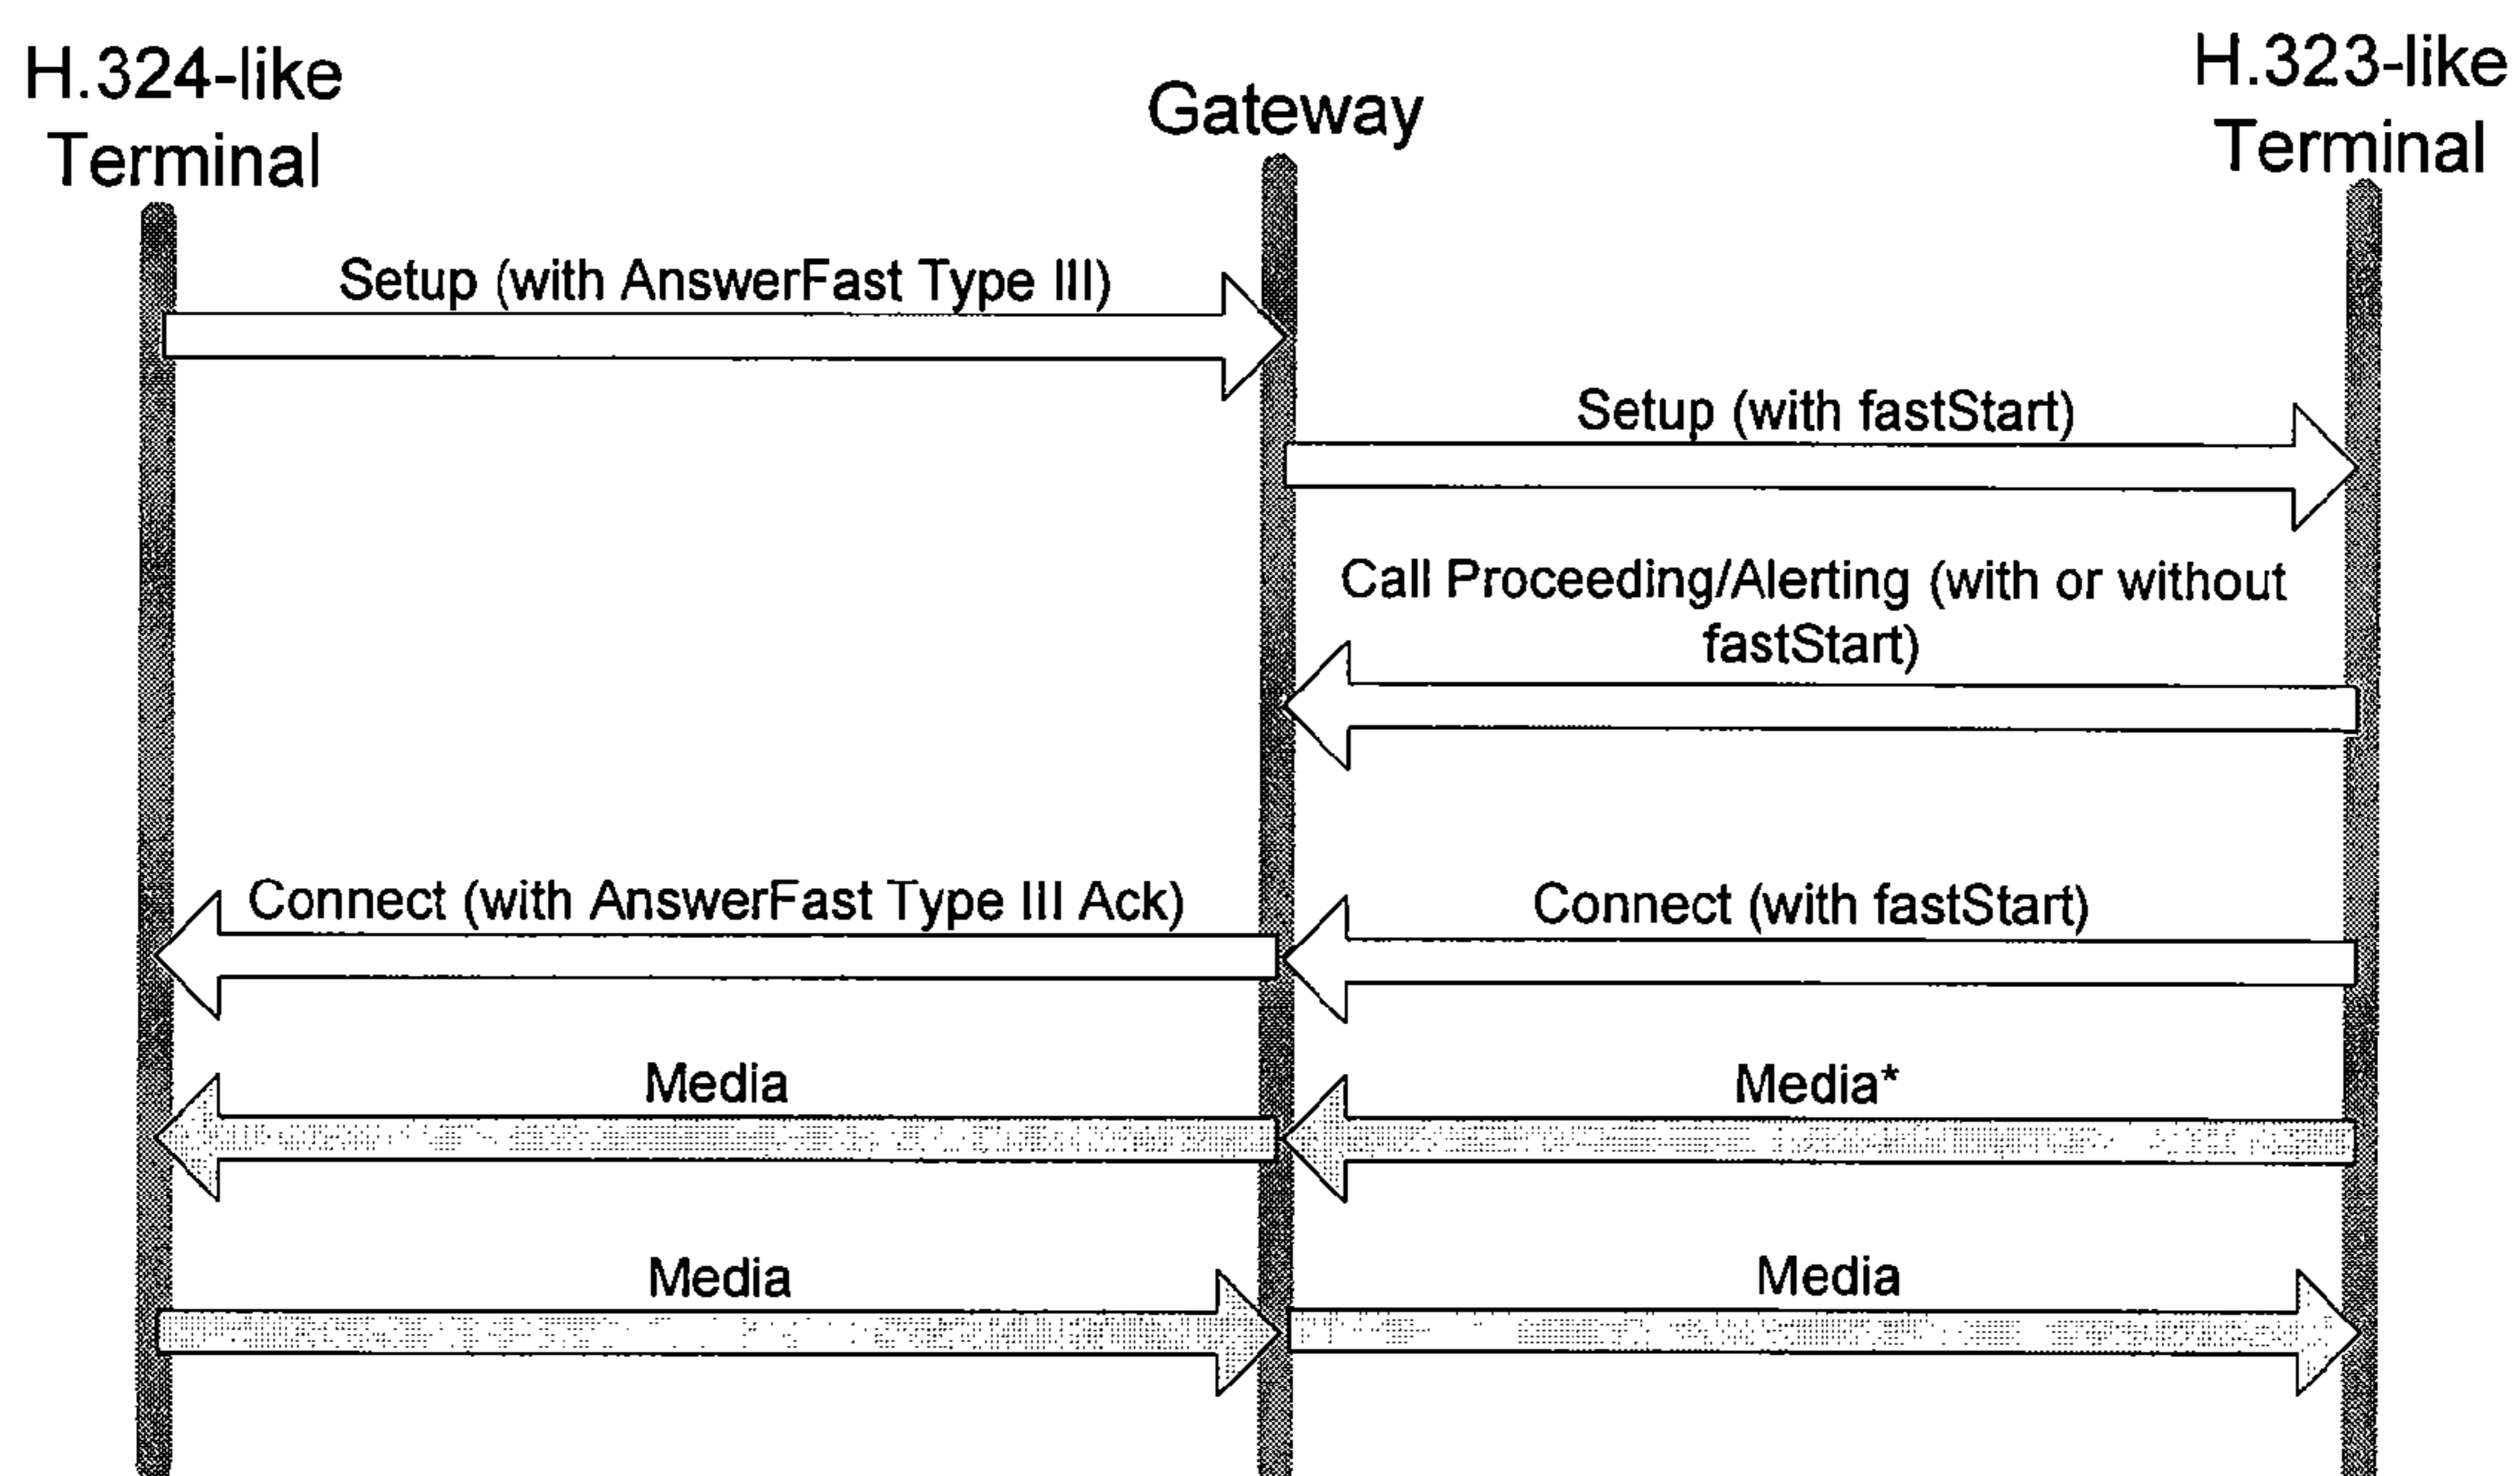 H.324-like
Terminal
Gateway
H.323-like
Terminal
Setup (with AnswerFast Type III)
Setup (with fastStart)
Call Proceeding/Alerting (with or without
fastStart)
Connect (with AnswerFast Type III Ack)
Connect (with fastStart)
Media
Media*
Media
Media